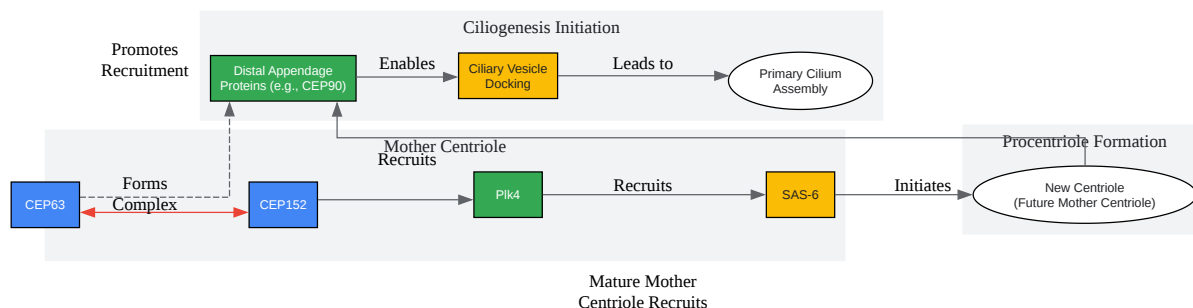 Ciliogenesis Initiation
Promotes
Recruitment
Distal Appendage
Proteins (e.g., CEP90)
Enables
Ciliary Vesicle
Docking
Leads to
Primary Cilium
Assembly
Mother Centriole
Recruits
Procentriole Formation
CEP63
Forms
Complex
CEP152
Plk4
Recruits
SAS-6
Initiates
New Centriole
(Future Mother Centriole)
Mature Mother
Centriole Recruits